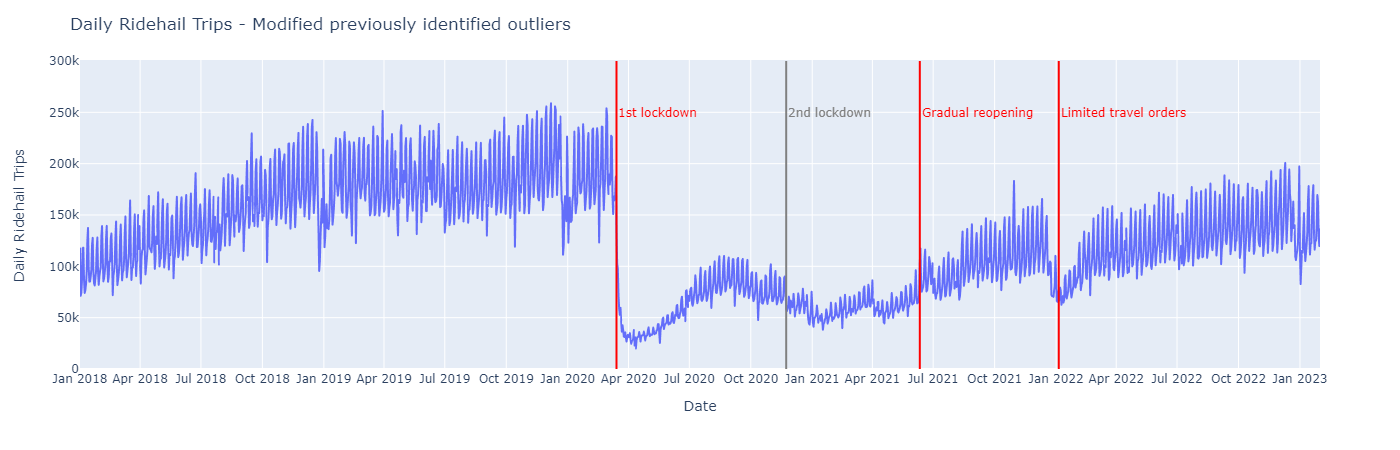 Daily Ridehail Trips - Modified previously identified outliers
Daily Ridehail Trips
300k
250k
200k
150k
100k
50k
0
1st lockdown
2nd lockdown
Gradual reopening
Limited travel orders
Jan 2018 Apr 2018 Jul 2018 Oct 2018 Jan 2019 Apr 2019 Jul 2019 Oct 2019 Jan 2020 Apr 2020 Jul 2020 Oct 2020 Jan 2021 Apr 2021 Jul 2021 Oct 2021 Jan 2022 Apr 2022 Jul 2022 Oct 2022 Jan 2023
Date